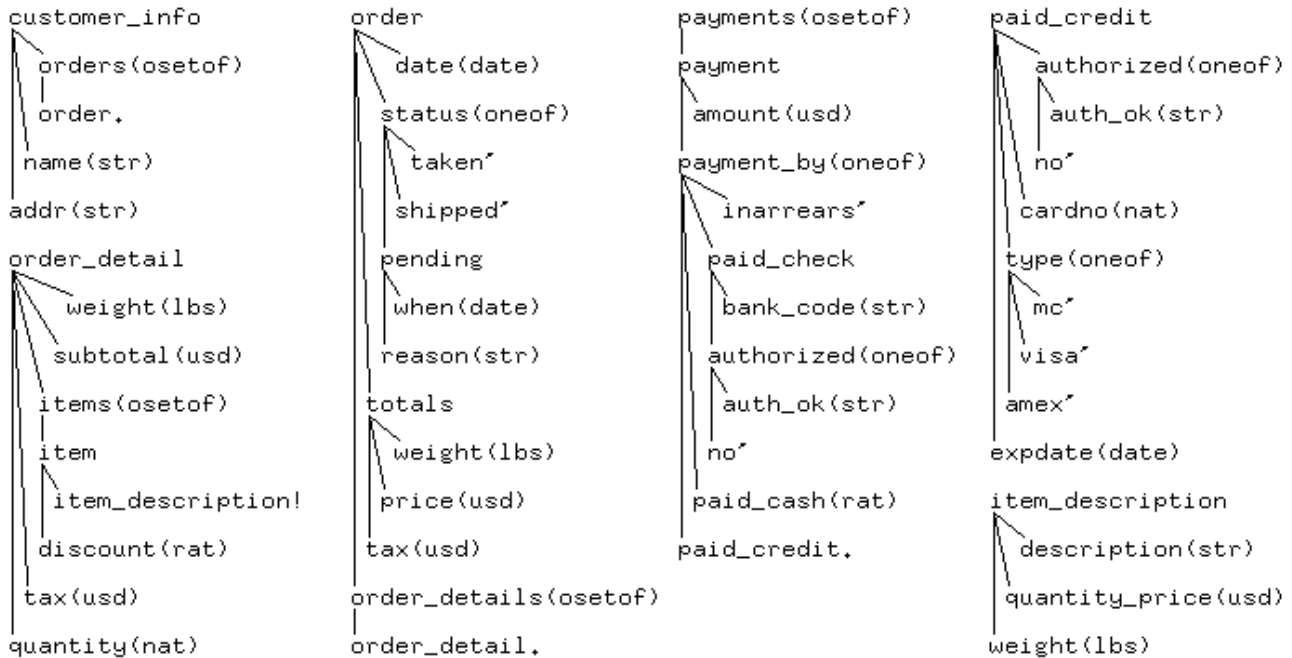 customer_info
orders(osetof)
order.
name(str)
addr(str)
order_detail
weight(lbs)
subtotal(usd)
items(osetof)
item
item_description!
discount(rat)
tax(usd)
quantity(nat)
order
date(date)
status(oneof)
taken´
shipped´
pending
when(date)
reason(str)
totals
weight(lbs)
price(usd)
tax(usd)
order_details(osetof)
order_detail.
payments(osetof)
payment
amount(usd)
payment_by(oneof)
inarrears´
paid_check
bank_code(str)
authorized(oneof)
auth_ok(str)
no´
paid_cash(rat)
paid_credit.
paid_credit
authorized(oneof)
auth_ok(str)
no´
cardno(nat)
type(oneof)
mc´
visa´
amex´
expdate(date)
item_description
description(str)
quantity_price(usd)
weight(lbs)